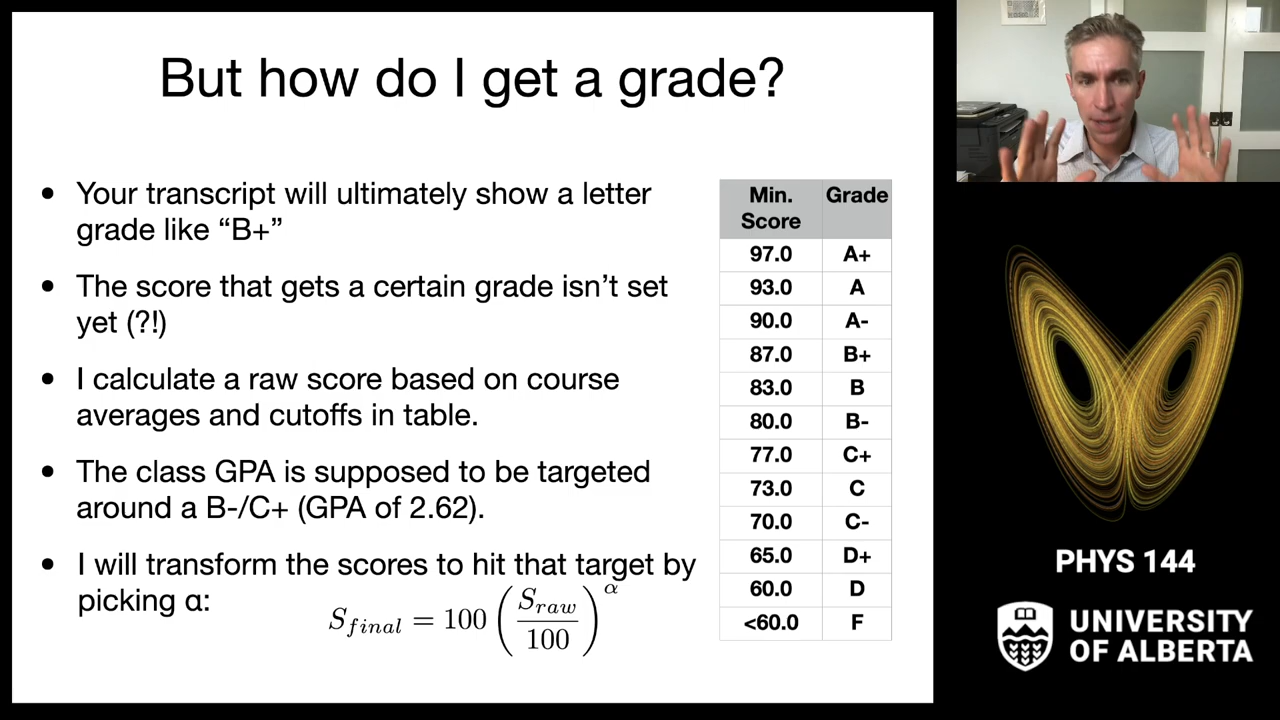 But how do I get a grade?
• Your transcript will ultimately show a letter
grade like “B+”
• The score that gets a certain grade isn’t set
yet (?!)
• I calculate a raw score based on course
averages and cutoffs in table.
• The class GPA is supposed to be targeted
around a B-/C+ (GPA of 2.62).
• I will transform the scores to hit that target by
picking α:
S_final = 100 (S_raw / 100)^α
Min. Score Grade
97.0 A+
93.0 A
90.0 A-
87.0 B+
83.0 B
80.0 B-
77.0 C+
73.0 C
70.0 C-
65.0 D+
60.0 D
<60.0 F
PHYS 144
UNIVERSITY
OF ALBERTA